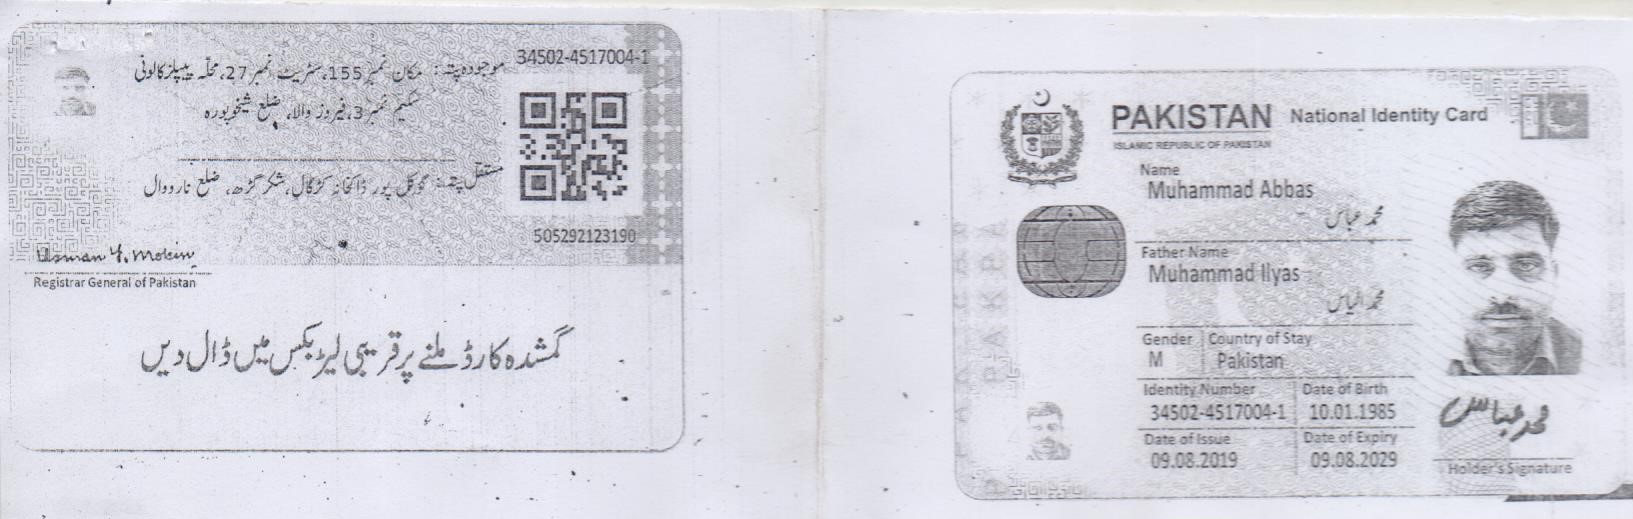 34502-4517004-1
موجودہ پتہ: مکان نمبر 155، سٹریٹ نمبر 27، محلہ پیپلز کالونی
سکیم نمبر 3، فیروز والا، ضلع شیخوپورہ
مستقل پتہ: گوکل پور ڈاکخانہ کڑگال، شکر گڑھ، ضلع نارووال
505292123190
Usman Y. Mobin
Registrar General of Pakistan
گمشدہ کارڈ ملنے پر قریبی لیٹر بکس میں ڈال دیں
PAKISTAN National Identity Card
ISLAMIC REPUBLIC OF PAKISTAN
Name
Muhammad Abbas
محمد عباس
Father Name
Muhammad Ilyas
محمد الیاس
Gender Country of Stay
M Pakistan
Identity Number Date of Birth
34502-4517004-1 10.01.1985
Date of Issue Date of Expiry
09.08.2019 09.08.2029
محمد عباس
Holder's Signature